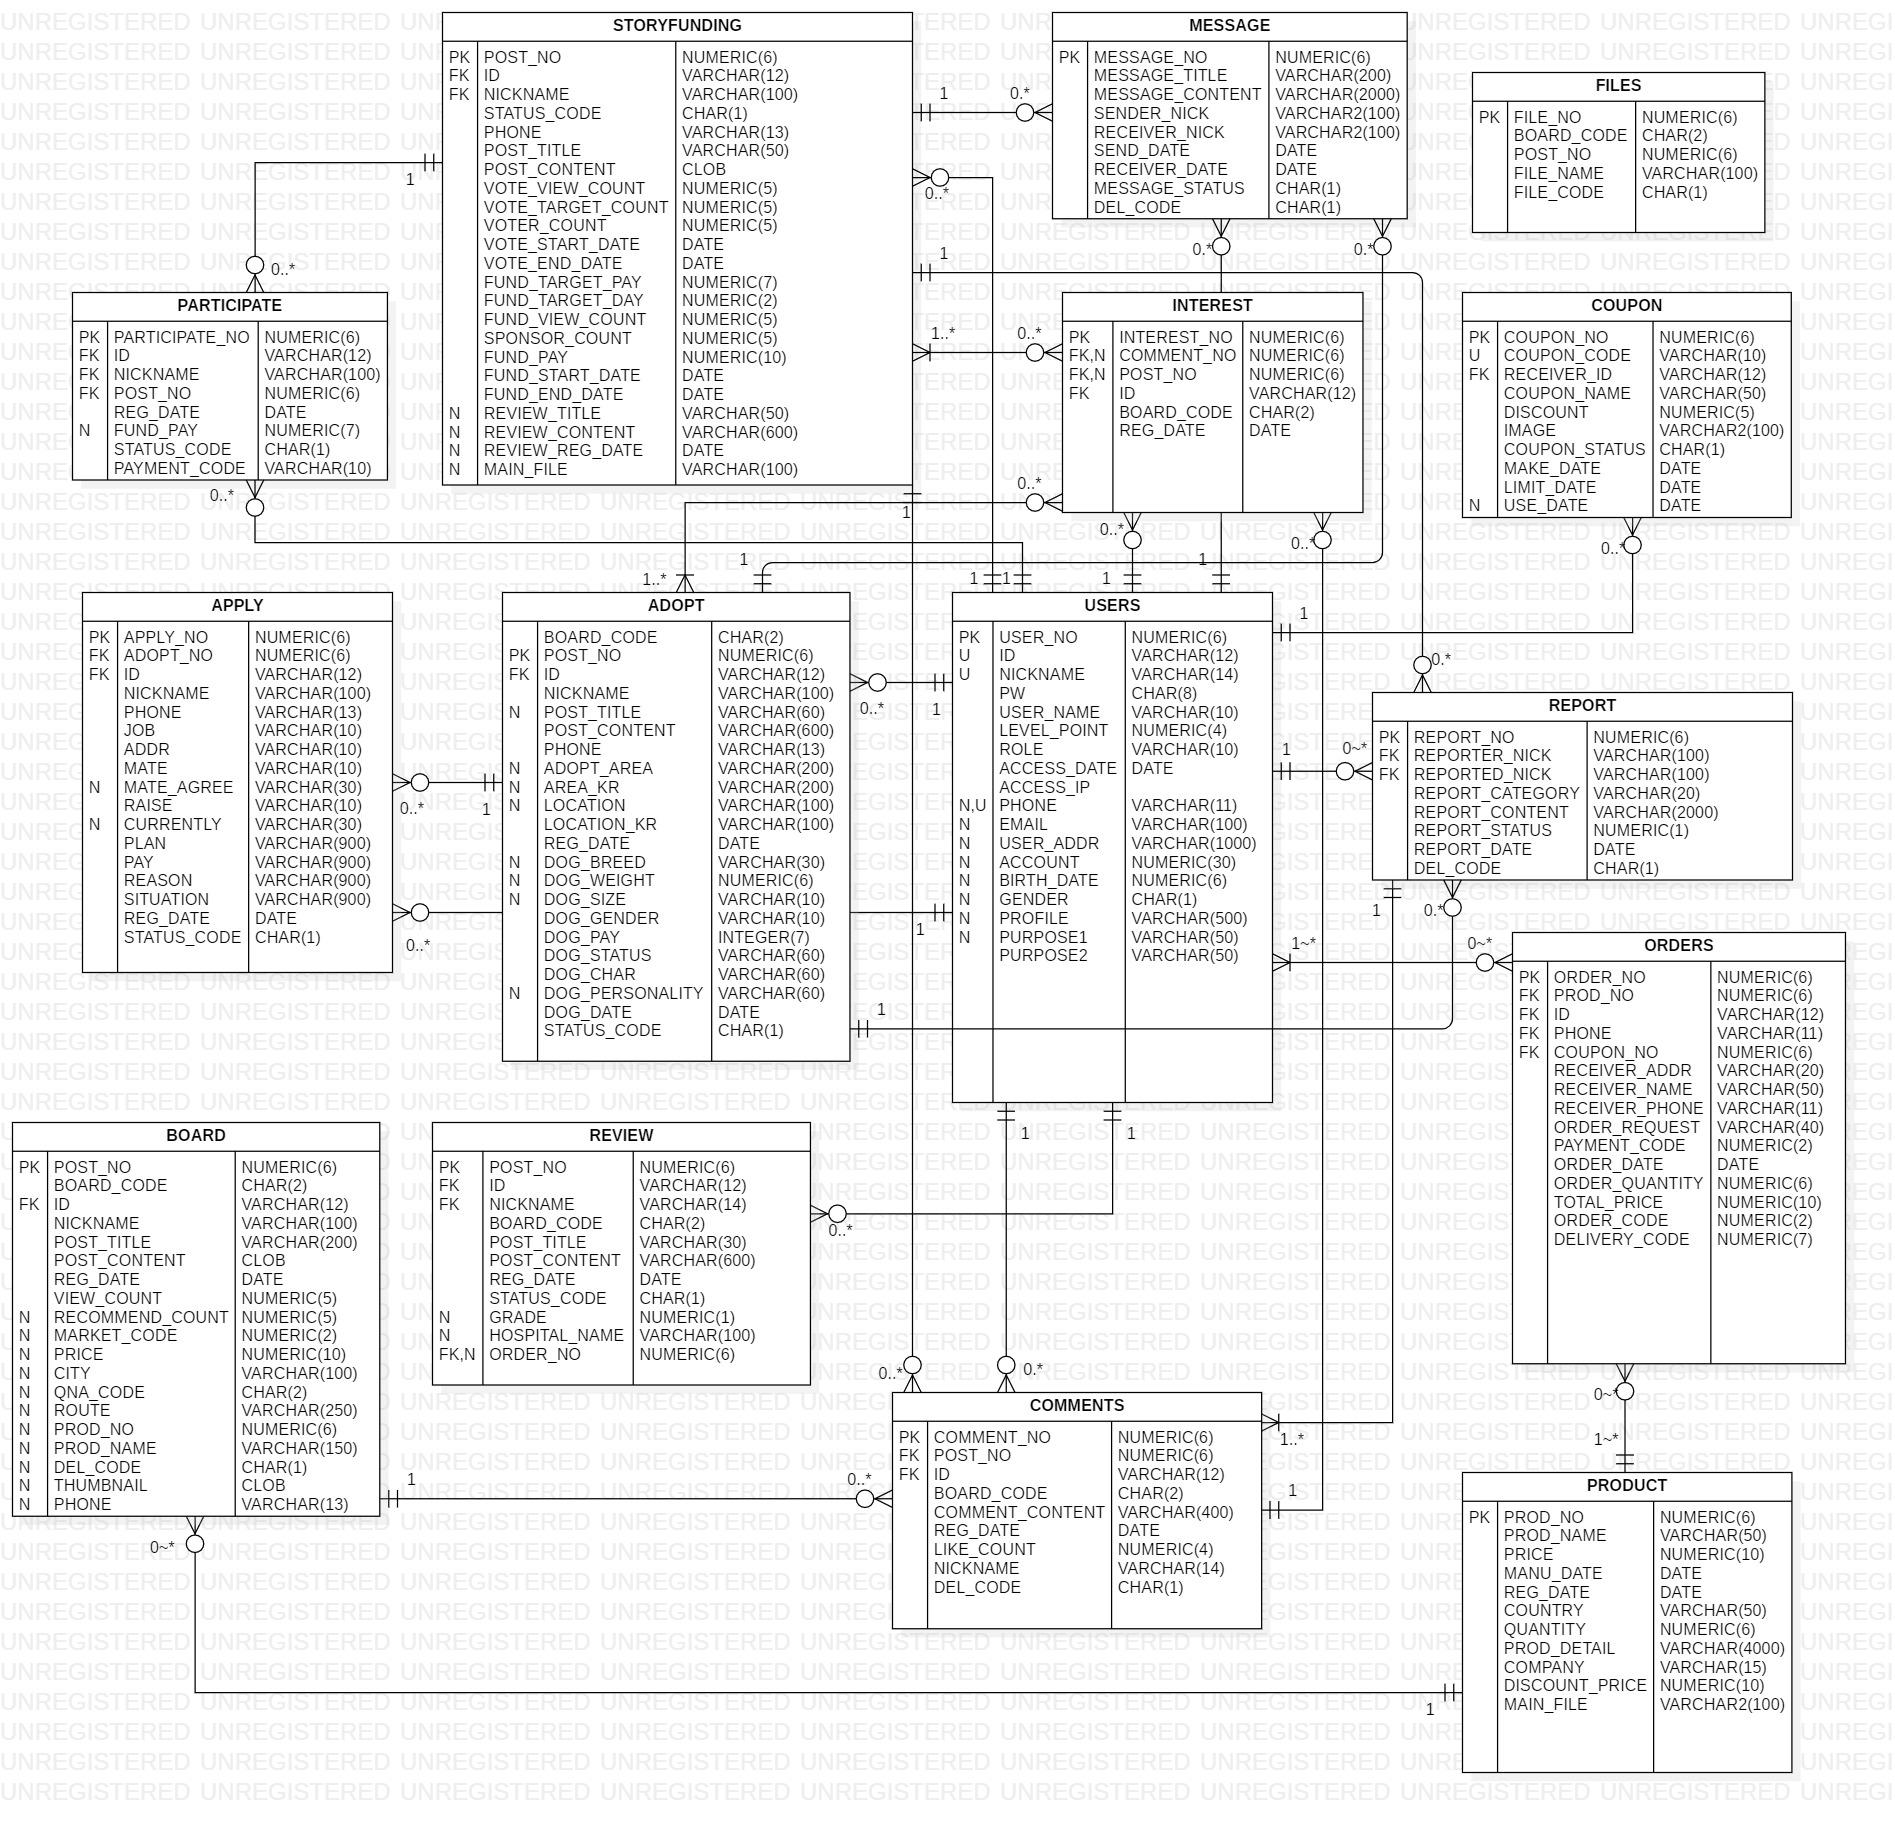 STORYFUNDING
PK POST_NO NUMERIC(6)
FK ID VARCHAR(12)
FK NICKNAME VARCHAR(100)
STATUS_CODE CHAR(1)
PHONE VARCHAR(13)
POST_TITLE VARCHAR(50)
POST_CONTENT CLOB
VOTE_VIEW_COUNT NUMERIC(5)
VOTE_TARGET_COUNT NUMERIC(5)
VOTER_COUNT NUMERIC(5)
VOTE_START_DATE DATE
VOTE_END_DATE DATE
FUND_TARGET_PAY NUMERIC(7)
FUND_TARGET_DAY NUMERIC(2)
FUND_VIEW_COUNT NUMERIC(5)
SPONSOR_COUNT NUMERIC(5)
FUND_PAY NUMERIC(10)
FUND_START_DATE DATE
FUND_END_DATE DATE
N REVIEW_TITLE VARCHAR(50)
N REVIEW_CONTENT VARCHAR(600)
N REVIEW_REG_DATE DATE
N MAIN_FILE VARCHAR(100)
MESSAGE
PK MESSAGE_NO NUMERIC(6)
MESSAGE_TITLE VARCHAR(200)
MESSAGE_CONTENT VARCHAR(2000)
SENDER_NICK VARCHAR2(100)
RECEIVER_NICK VARCHAR2(100)
SEND_DATE DATE
RECEIVER_DATE DATE
MESSAGE_STATUS CHAR(1)
DEL_CODE CHAR(1)
FILES
PK FILE_NO NUMERIC(6)
BOARD_CODE CHAR(2)
POST_NO NUMERIC(6)
FILE_NAME VARCHAR(100)
FILE_CODE CHAR(1)
1 0.*
1
0..*
0..*
0.* 0.*
1
1..* 0..*
PARTICIPATE
PK PARTICIPATE_NO NUMERIC(6)
FK ID VARCHAR(12)
FK NICKNAME VARCHAR(100)
FK POST_NO NUMERIC(6)
REG_DATE DATE
N FUND_PAY NUMERIC(7)
STATUS_CODE CHAR(1)
PAYMENT_CODE VARCHAR(10)
INTEREST
PK INTEREST_NO NUMERIC(6)
FK,N COMMENT_NO NUMERIC(6)
FK,N POST_NO NUMERIC(6)
FK ID VARCHAR(12)
BOARD_CODE CHAR(2)
REG_DATE DATE
COUPON
PK COUPON_NO NUMERIC(6)
U COUPON_CODE VARCHAR(10)
FK RECEIVER_ID VARCHAR(12)
COUPON_NAME VARCHAR(50)
DISCOUNT NUMERIC(5)
IMAGE VARCHAR2(100)
COUPON_STATUS CHAR(1)
MAKE_DATE DATE
LIMIT_DATE DATE
N USE_DATE DATE
0..* 1 0..*
0..* 0..* 0..*
1..* 1 1 1 1 1
1
APPLY
PK APPLY_NO NUMERIC(6)
FK ADOPT_NO NUMERIC(6)
FK ID VARCHAR(12)
NICKNAME VARCHAR(100)
PHONE VARCHAR(13)
JOB VARCHAR(10)
ADDR VARCHAR(10)
MATE VARCHAR(10)
N MATE_AGREE VARCHAR(30)
RAISE VARCHAR(10)
N CURRENTLY VARCHAR(30)
PLAN VARCHAR(900)
PAY VARCHAR(900)
REASON VARCHAR(900)
SITUATION VARCHAR(900)
REG_DATE DATE
STATUS_CODE CHAR(1)
0..* 1
0..*
ADOPT
BOARD_CODE CHAR(2)
PK POST_NO NUMERIC(6)
FK ID VARCHAR(12)
NICKNAME VARCHAR(100)
N POST_TITLE VARCHAR(60)
POST_CONTENT VARCHAR(600)
PHONE VARCHAR(13)
N ADOPT_AREA VARCHAR(200)
N AREA_KR VARCHAR(200)
N LOCATION VARCHAR(100)
LOCATION_KR VARCHAR(100)
REG_DATE DATE
N DOG_BREED VARCHAR(30)
N DOG_WEIGHT NUMERIC(6)
N DOG_SIZE VARCHAR(10)
DOG_GENDER VARCHAR(10)
DOG_PAY INTEGER(7)
DOG_STATUS VARCHAR(60)
DOG_CHAR VARCHAR(60)
N DOG_PERSONALITY VARCHAR(60)
DOG_DATE DATE
STATUS_CODE CHAR(1)
0..* 1
1
1
USERS
PK USER_NO NUMERIC(6)
U ID VARCHAR(12)
U NICKNAME VARCHAR(14)
PW CHAR(8)
USER_NAME VARCHAR(10)
LEVEL_POINT NUMERIC(4)
ROLE VARCHAR(10)
ACCESS_DATE DATE
ACCESS_IP
N,U PHONE VARCHAR(11)
N EMAIL VARCHAR(100)
N USER_ADDR VARCHAR(1000)
N ACCOUNT NUMERIC(30)
N BIRTH_DATE NUMERIC(6)
N GENDER CHAR(1)
N PROFILE VARCHAR(500)
N PURPOSE1 VARCHAR(50)
PURPOSE2 VARCHAR(50)
0.*
1 0~*
REPORT
PK REPORT_NO NUMERIC(6)
FK REPORTER_NICK VARCHAR(100)
FK REPORTED_NICK VARCHAR(100)
REPORT_CATEGORY VARCHAR(20)
REPORT_CONTENT VARCHAR(2000)
REPORT_STATUS NUMERIC(1)
REPORT_DATE DATE
DEL_CODE CHAR(1)
1 0.*
1~* 0~*
ORDERS
PK ORDER_NO NUMERIC(6)
FK PROD_NO NUMERIC(6)
FK ID VARCHAR(12)
FK PHONE VARCHAR(11)
FK COUPON_NO NUMERIC(6)
RECEIVER_ADDR VARCHAR(20)
RECEIVER_NAME VARCHAR(50)
RECEIVER_PHONE VARCHAR(11)
ORDER_REQUEST VARCHAR(40)
PAYMENT_CODE NUMERIC(2)
ORDER_DATE DATE
ORDER_QUANTITY NUMERIC(6)
TOTAL_PRICE NUMERIC(10)
ORDER_CODE NUMERIC(2)
DELIVERY_CODE NUMERIC(7)
1 1
BOARD
PK POST_NO NUMERIC(6)
BOARD_CODE CHAR(2)
FK ID VARCHAR(12)
NICKNAME VARCHAR(100)
POST_TITLE VARCHAR(200)
POST_CONTENT CLOB
REG_DATE DATE
VIEW_COUNT NUMERIC(5)
N RECOMMEND_COUNT NUMERIC(5)
N MARKET_CODE NUMERIC(2)
N PRICE NUMERIC(10)
N CITY VARCHAR(100)
N QNA_CODE CHAR(2)
N ROUTE VARCHAR(250)
N PROD_NO NUMERIC(6)
N PROD_NAME VARCHAR(150)
N DEL_CODE CHAR(1)
N THUMBNAIL CLOB
N PHONE VARCHAR(13)
REVIEW
PK POST_NO NUMERIC(6)
FK ID VARCHAR(12)
FK NICKNAME VARCHAR(14)
BOARD_CODE CHAR(2)
POST_TITLE VARCHAR(30)
POST_CONTENT VARCHAR(600)
REG_DATE DATE
STATUS_CODE CHAR(1)
N GRADE NUMERIC(1)
N HOSPITAL_NAME VARCHAR(100)
FK,N ORDER_NO NUMERIC(6)
0..*
0..* 0.*
COMMENTS
PK COMMENT_NO NUMERIC(6)
FK POST_NO NUMERIC(6)
FK ID VARCHAR(12)
BOARD_CODE CHAR(2)
COMMENT_CONTENT VARCHAR(400)
REG_DATE DATE
LIKE_COUNT NUMERIC(4)
NICKNAME VARCHAR(14)
DEL_CODE CHAR(1)
1..*
1
1 0..*
0~*
0~*
1~*
PRODUCT
PK PROD_NO NUMERIC(6)
PROD_NAME VARCHAR(50)
PRICE NUMERIC(10)
MANU_DATE DATE
REG_DATE DATE
COUNTRY VARCHAR(50)
QUANTITY NUMERIC(6)
PROD_DETAIL VARCHAR(4000)
COMPANY VARCHAR(15)
DISCOUNT_PRICE NUMERIC(10)
MAIN_FILE VARCHAR2(100)
1
UNREGISTERED